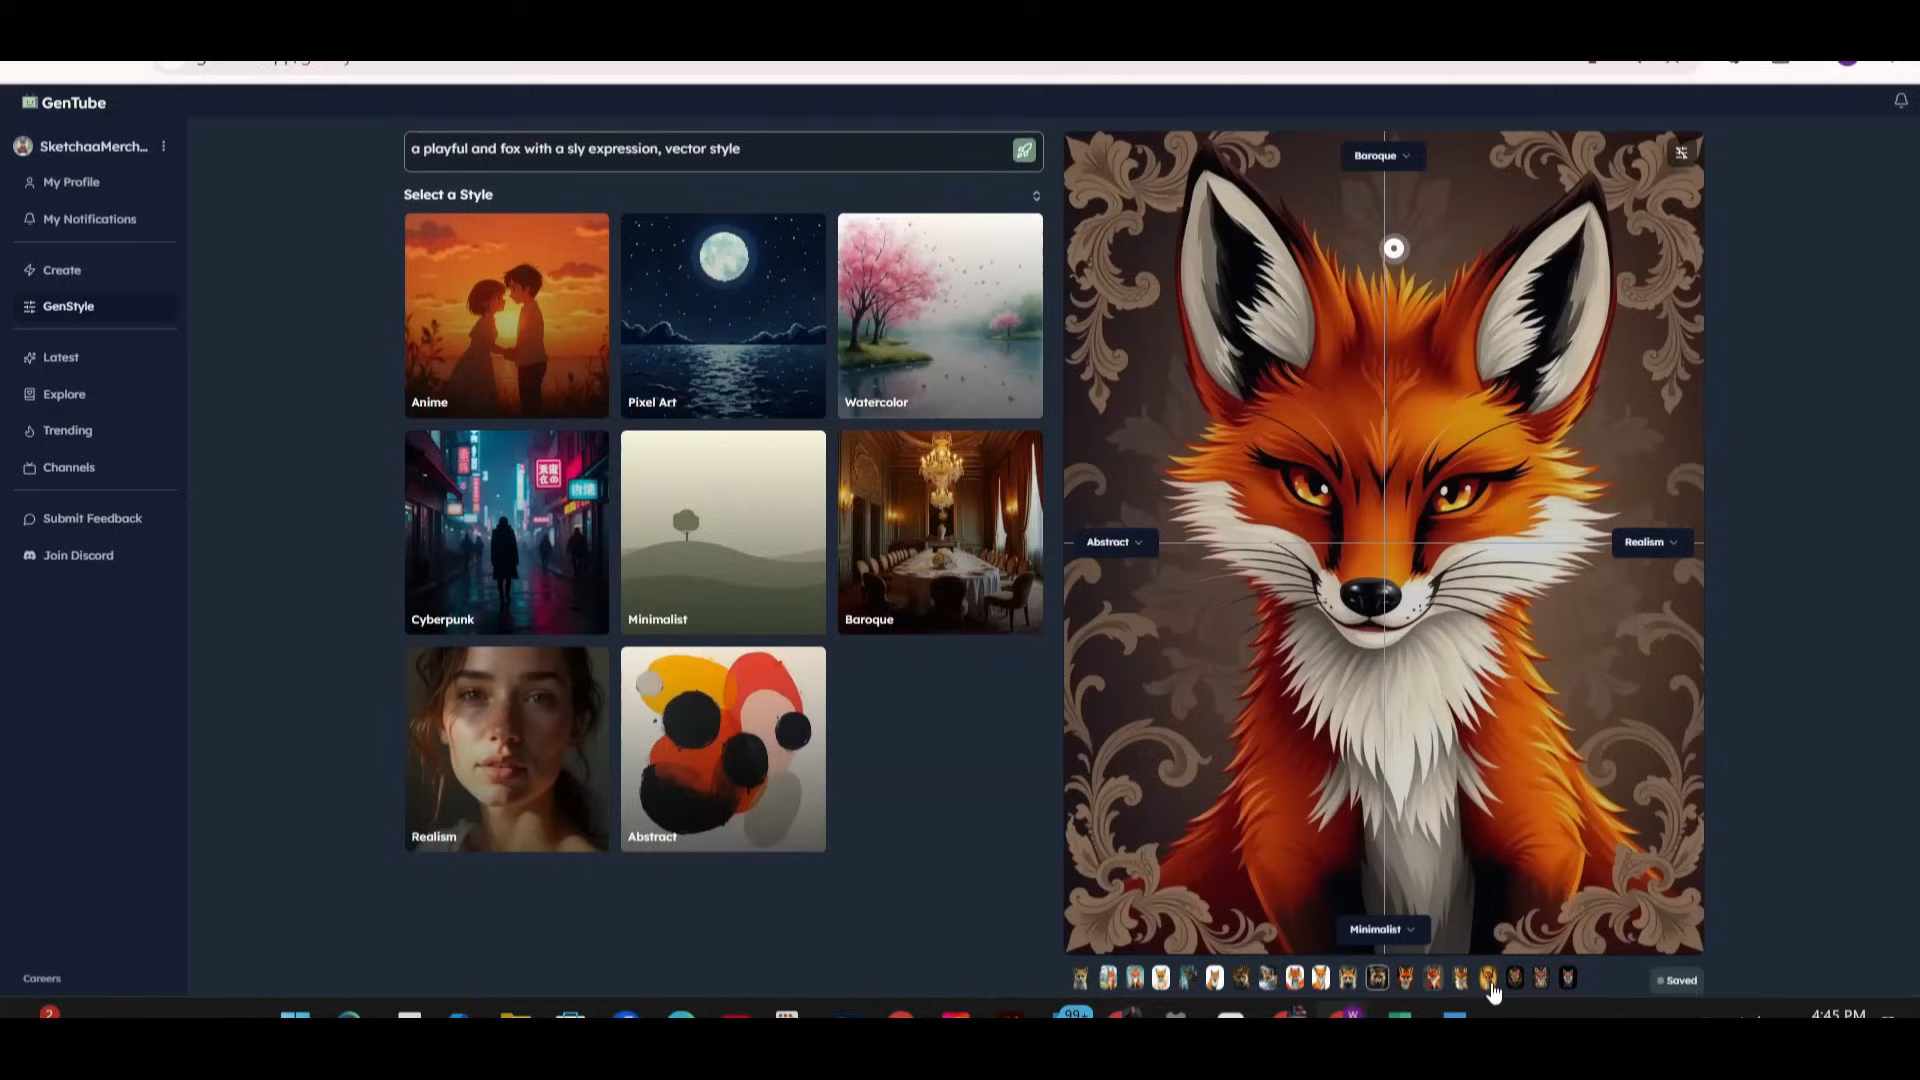 GenTube
SketchaaMerch...
My Profile
My Notifications
Create
GenStyle
Latest
Explore
Trending
Channels
Submit Feedback
Join Discord
Careers
a playful and fox with a sly expression, vector style
Select a Style
Anime
Pixel Art
Watercolor
Cyberpunk
Minimalist
Baroque
Realism
Abstract
Baroque
Abstract
Realism
Minimalist
Saved
2
99+
W
4:45 PM